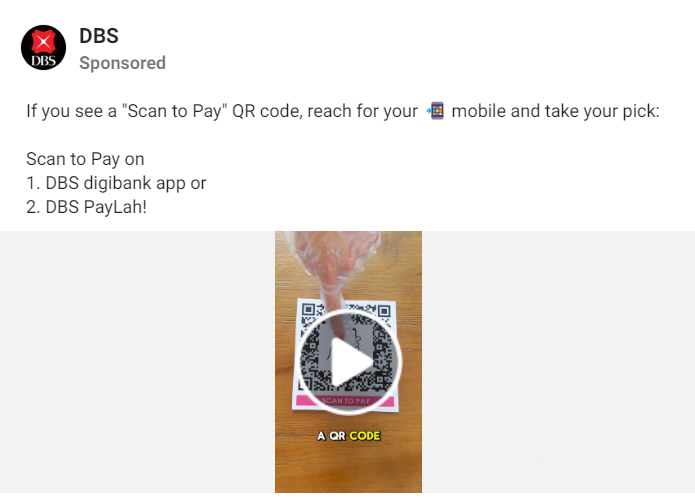 DBS
DBS
Sponsored
If you see a "Scan to Pay" QR code, reach for your 📲 mobile and take your pick:
Scan to Pay on
1. DBS digibank app or
2. DBS PayLah!
SCAN TO PAY
A QR CODE